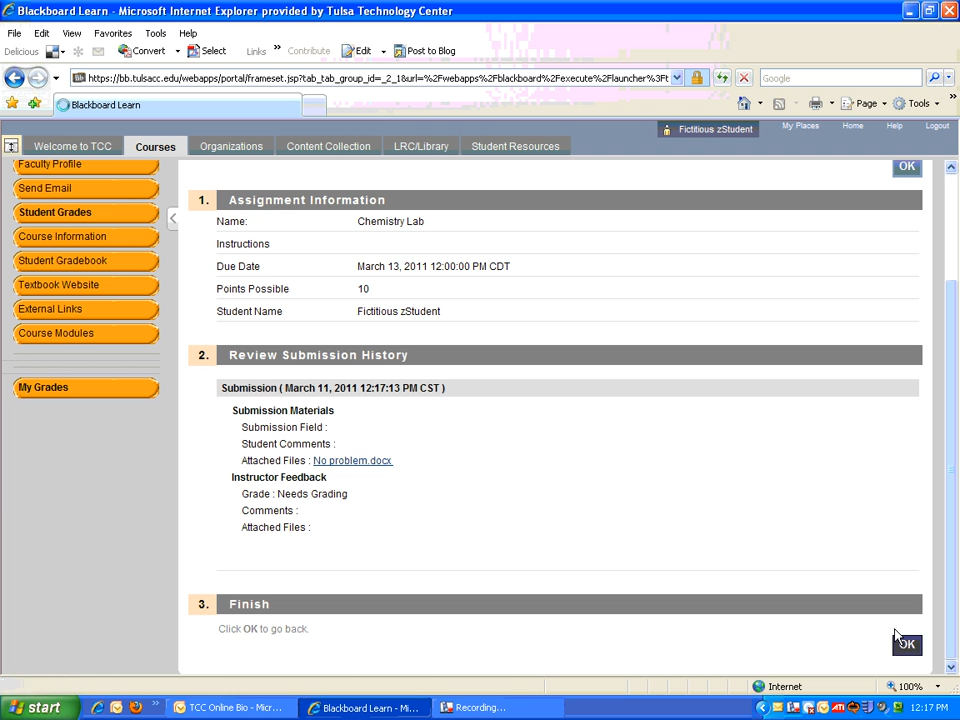 Blackboard Learn - Microsoft Internet Explorer provided by Tulsa Technology Center
File Edit View Favorites Tools Help
Delicious Convert Select Links » Contribute Edit Post to Blog
https://bb.tulsacc.edu/webapps/portal/frameset.jsp?tab_tab_group_id=_2_1&url=%2Fwebapps%2Fblackboard%2Fexecute%2Flauncher%3Ft
Google
Blackboard Learn
Page Tools »
Fictitious zStudent My Places Home Help Logout
Welcome to TCC Courses Organizations Content Collection LRC/Library Student Resources
Faculty Profile
Send Email
Student Grades
Course Information
Student Gradebook
Textbook Website
External Links
Course Modules
My Grades
OK
1. Assignment Information
Name: Chemistry Lab
Instructions
Due Date March 13, 2011 12:00:00 PM CDT
Points Possible 10
Student Name Fictitious zStudent
2. Review Submission History
Submission ( March 11, 2011 12:17:13 PM CST )
Submission Materials
Submission Field :
Student Comments :
Attached Files : No problem.docx
Instructor Feedback
Grade : Needs Grading
Comments :
Attached Files :
3. Finish
Click OK to go back.
OK
Internet 100%
start » TCC Online Bio - Micr... Blackboard Learn - Mi... Recording... ATI 12:17 PM